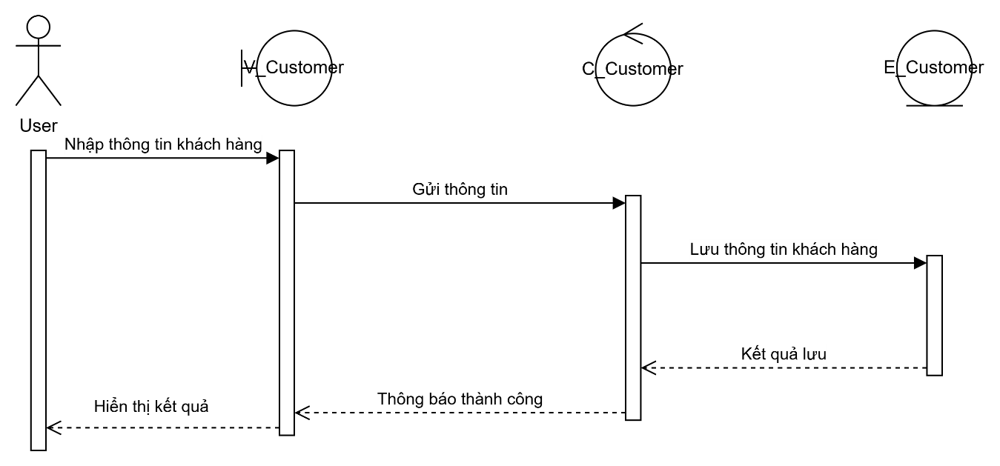 V_Customer
C_Customer
E_Customer
User
Nhập thông tin khách hàng
Gửi thông tin
Lưu thông tin khách hàng
Kết quả lưu
Thông báo thành công
Hiển thị kết quả